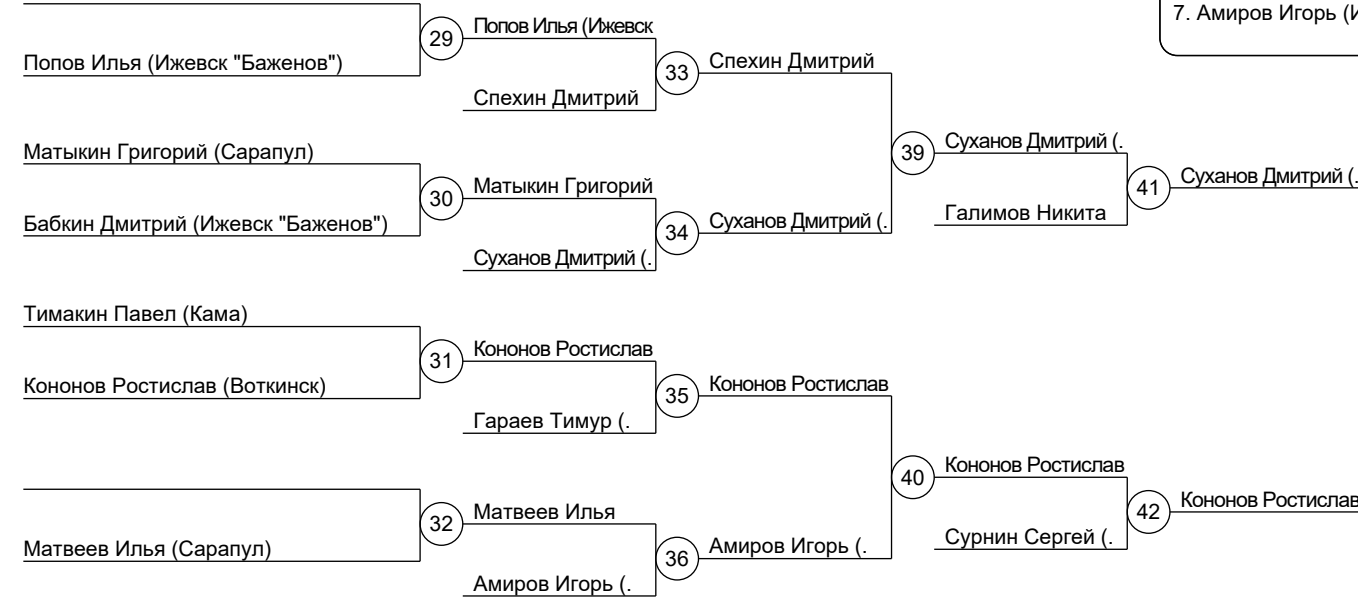 7. Амиров Игорь (И
Попов Илья (Ижевск "Баженов")
29
Попов Илья (Ижевск
Спехин Дмитрий
33
Спехин Дмитрий
Матыкин Григорий (Сарапул)
Бабкин Дмитрий (Ижевск "Баженов")
30
Матыкин Григорий
Суханов Дмитрий (.
34
Суханов Дмитрий (.
39
Суханов Дмитрий (.
Галимов Никита
41
Суханов Дмитрий (.
Тимакин Павел (Кама)
Кононов Ростислав (Воткинск)
31
Кононов Ростислав
Гараев Тимур (.
35
Кононов Ростислав
Матвеев Илья (Сарапул)
32
Матвеев Илья
Амиров Игорь (.
36
Амиров Игорь (.
40
Кононов Ростислав
Сурнин Сергей (.
42
Кононов Ростислав